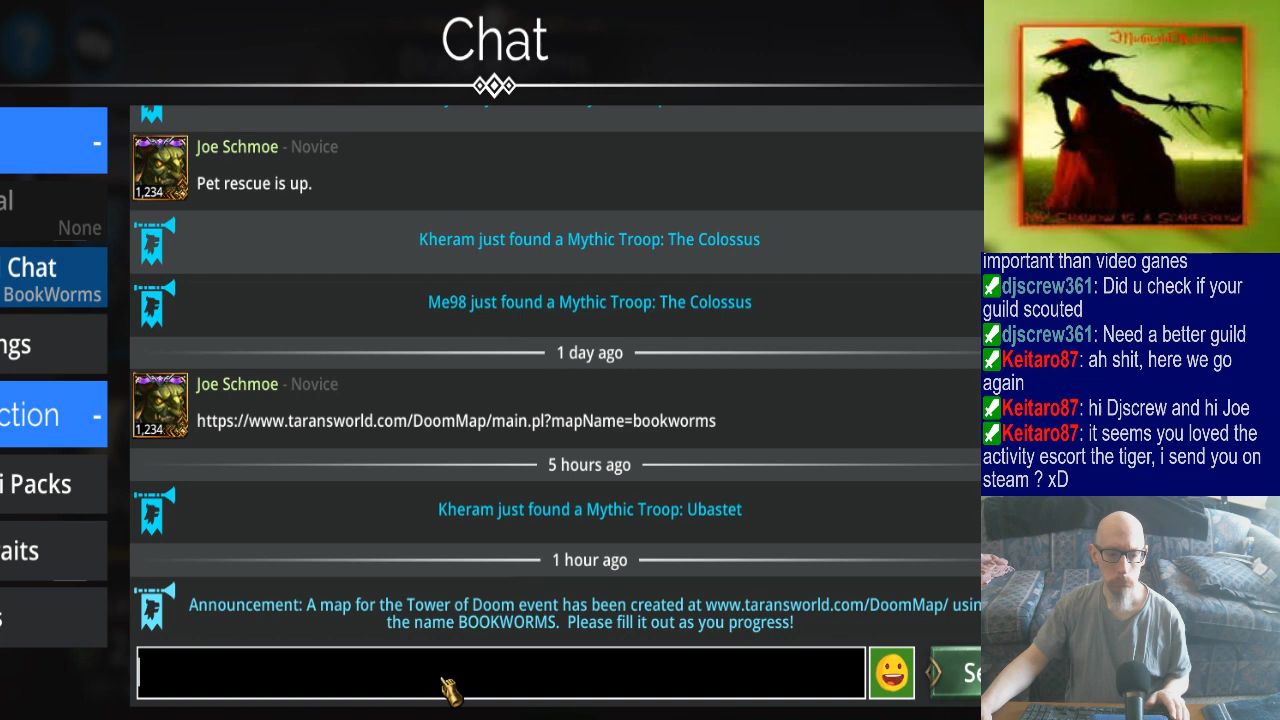 Chat
-
al
None
Chat
BookWorms
ngs
ction -
i Packs
aits
s
Joe Schmoe - Novice
1,234
Pet rescue is up.
Kheram just found a Mythic Troop: The Colossus
Me98 just found a Mythic Troop: The Colossus
1 day ago
Joe Schmoe - Novice
1,234
https://www.taransworld.com/DoomMap/main.pl?mapName=bookworms
5 hours ago
Kheram just found a Mythic Troop: Ubastet
1 hour ago
Announcement: A map for the Tower of Doom event has been created at www.taransworld.com/DoomMap/ usin
the name BOOKWORMS. Please fill it out as you progress!
Se
important than video ganes
djscrew361: Did u check if your
guild scouted
djscrew361: Need a better guild
Keitaro87: ah shit, here we go
again
Keitaro87: hi Djscrew and hi Joe
Keitaro87: it seems you loved the
activity escort the tiger, i send you on
steam ? xD